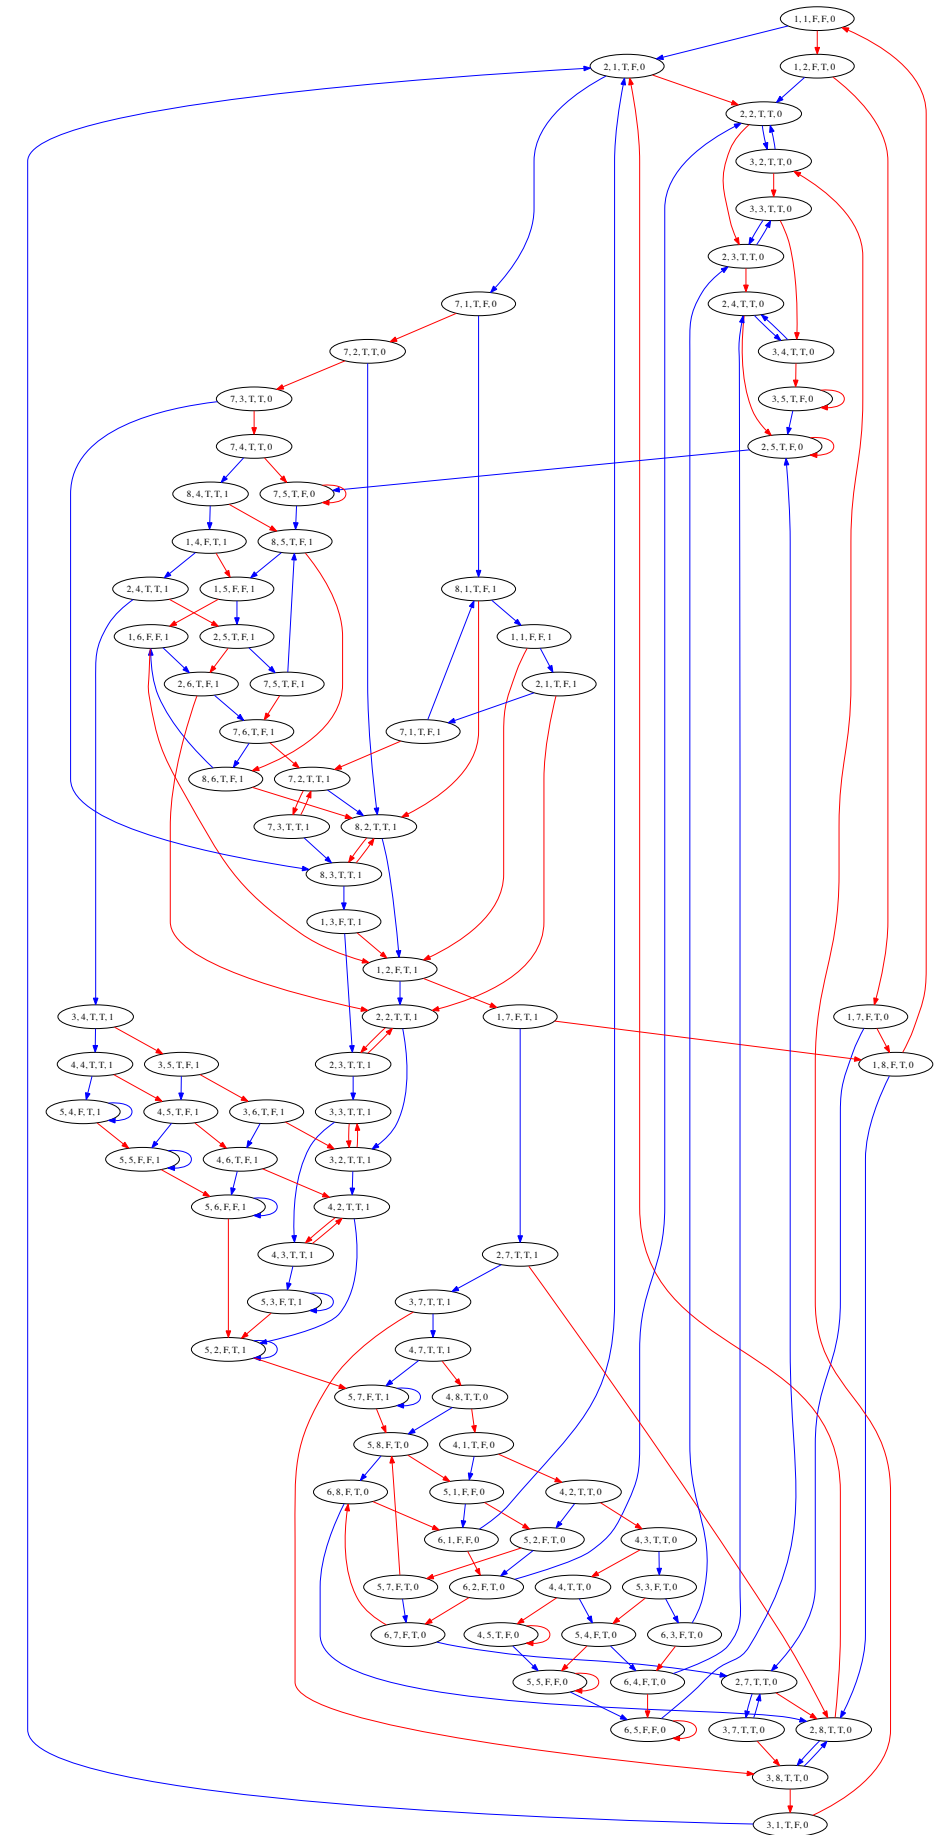 1, 1, F, F, 0
2, 1, T, F, 0
1, 2, F, T, 0
2, 2, T, T, 0
3, 2, T, T, 0
3, 3, T, T, 0
2, 3, T, T, 0
7, 1, T, F, 0
2, 4, T, T, 0
7, 2, T, T, 0
3, 4, T, T, 0
7, 3, T, T, 0
3, 5, T, F, 0
7, 4, T, T, 0
2, 5, T, F, 0
8, 4, T, T, 1
7, 5, T, F, 0
1, 4, F, T, 1
8, 5, T, F, 1
2, 4, T, T, 1
1, 5, F, F, 1
8, 1, T, F, 1
1, 6, F, F, 1
2, 5, T, F, 1
1, 1, F, F, 1
2, 6, T, F, 1
7, 5, T, F, 1
2, 1, T, F, 1
7, 6, T, F, 1
7, 1, T, F, 1
8, 6, T, F, 1
7, 2, T, T, 1
7, 3, T, T, 1
8, 2, T, T, 1
8, 3, T, T, 1
1, 3, F, T, 1
1, 2, F, T, 1
3, 4, T, T, 1
2, 2, T, T, 1
1, 7, F, T, 1
1, 7, F, T, 0
4, 4, T, T, 1
3, 5, T, F, 1
2, 3, T, T, 1
1, 8, F, T, 0
5, 4, F, T, 1
4, 5, T, F, 1
3, 6, T, F, 1
3, 3, T, T, 1
5, 5, F, F, 1
4, 6, T, F, 1
3, 2, T, T, 1
5, 6, F, F, 1
4, 2, T, T, 1
4, 3, T, T, 1
2, 7, T, T, 1
5, 3, F, T, 1
3, 7, T, T, 1
5, 2, F, T, 1
4, 7, T, T, 1
5, 7, F, T, 1
4, 8, T, T, 0
5, 8, F, T, 0
4, 1, T, F, 0
6, 8, F, T, 0
5, 1, F, F, 0
4, 2, T, T, 0
6, 1, F, F, 0
5, 2, F, T, 0
4, 3, T, T, 0
5, 7, F, T, 0
6, 2, F, T, 0
4, 4, T, T, 0
5, 3, F, T, 0
6, 7, F, T, 0
4, 5, T, F, 0
5, 4, F, T, 0
6, 3, F, T, 0
5, 5, F, F, 0
6, 4, F, T, 0
2, 7, T, T, 0
6, 5, F, F, 0
3, 7, T, T, 0
2, 8, T, T, 0
3, 8, T, T, 0
3, 1, T, F, 0